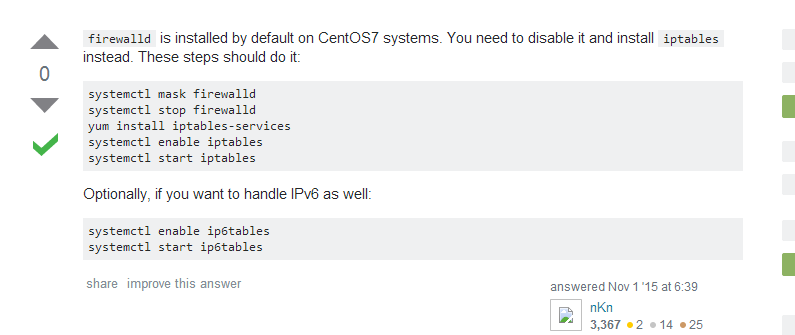 firewalld is installed by default on CentOS7 systems. You need to disable it and install iptables
instead. These steps should do it:
0
systemctl mask firewalld
systemctl stop firewalld
yum install iptables-services
systemctl enable iptables
systemctl start iptables
Optionally, if you want to handle IPv6 as well:
systemctl enable ip6tables
systemctl start ip6tables
share improve this answer
answered Nov 1 '15 at 6:39
nKn
3,367 2 14 25